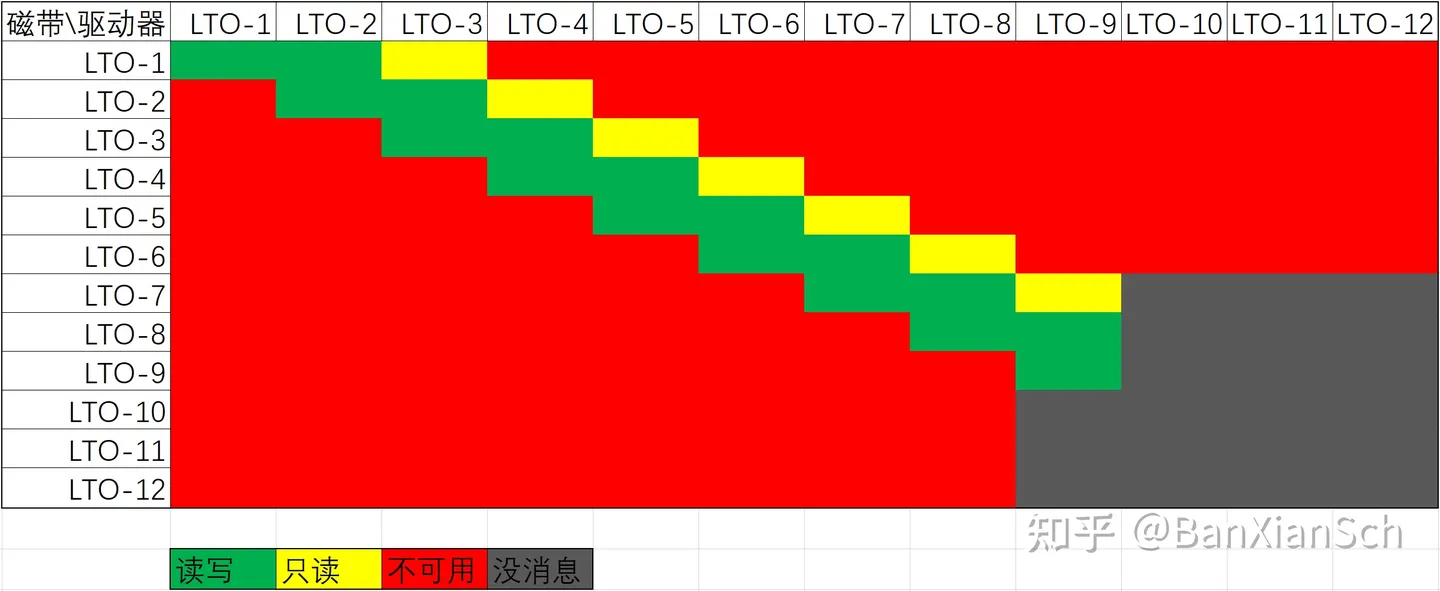 磁带\驱动器 LTO-1 LTO-2 LTO-3 LTO-4 LTO-5 LTO-6 LTO-7 LTO-8 LTO-9 LTO-10 LTO-11 LTO-12
LTO-1
LTO-2
LTO-3
LTO-4
LTO-5
LTO-6
LTO-7
LTO-8
LTO-9
LTO-10
LTO-11
LTO-12
知乎 @BanXianSch
读写 只读 不可用 没消息